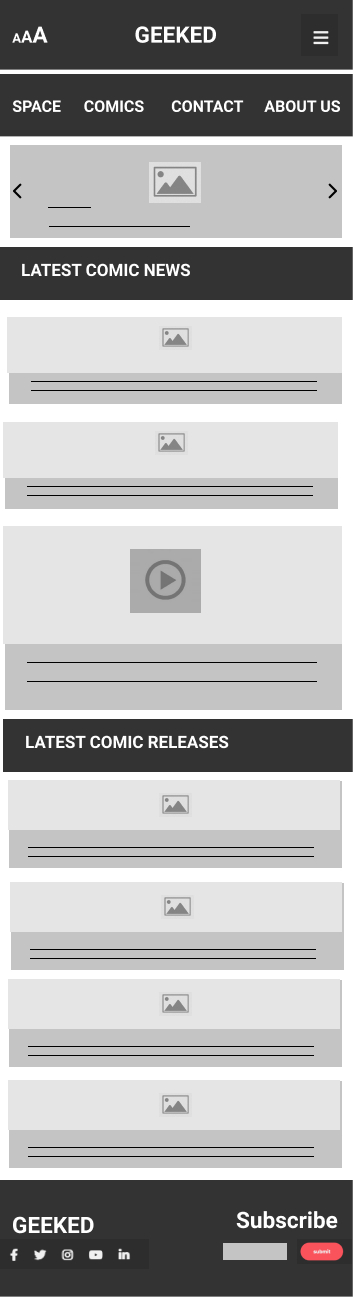 AAA
GEEKED
SPACE COMICS CONTACT ABOUT US
LATEST COMIC NEWS
LATEST COMIC RELEASES
GEEKED
Subscribe
submit